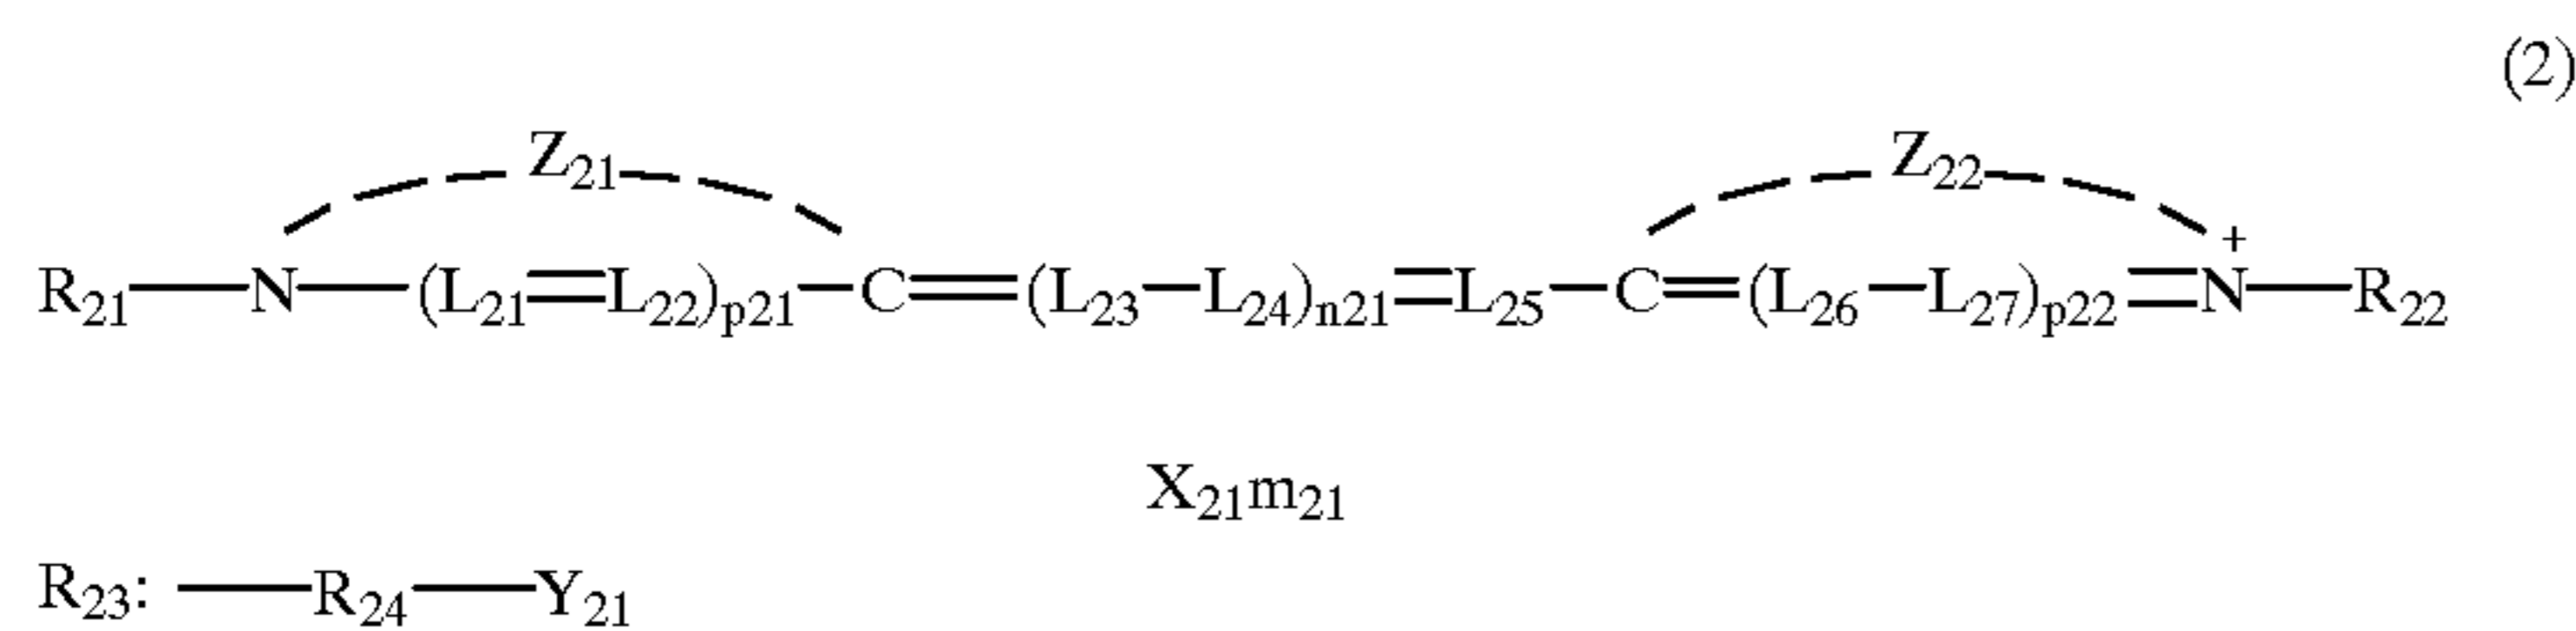 (2)
Z21 Z22
R21—N—(L21=L22)p21—C=(L23—L24)n21=L25—C=(L26—L27)p22=N+—R22
X21m21
R23: —R24—Y21